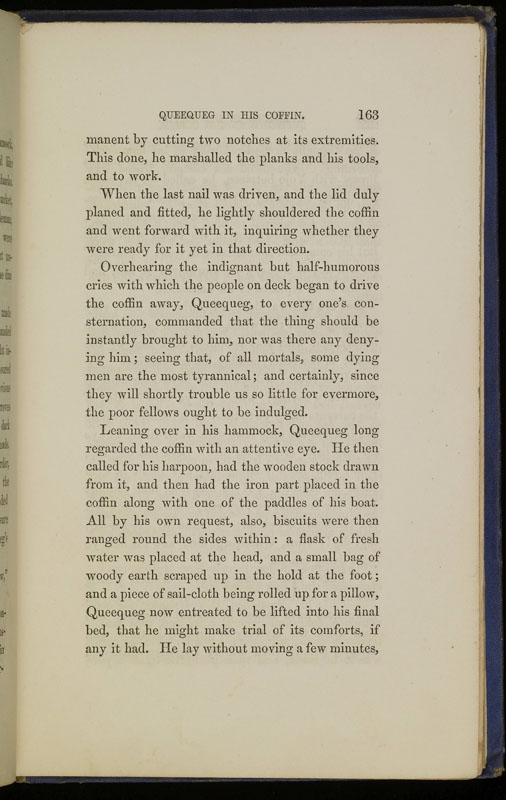 QUEEQUEG IN HIS COFFIN. 163
manent by cutting two notches at its extremities.
This done, he marshalled the planks and his tools,
and to work.
When the last nail was driven, and the lid duly
planed and fitted, he lightly shouldered the coffin
and went forward with it, inquiring whether they
were ready for it yet in that direction.
Overhearing the indignant but half-humorous
cries with which the people on deck began to drive
the coffin away, Queequeg, to every one's con-
sternation, commanded that the thing should be
instantly brought to him, nor was there any deny-
ing him; seeing that, of all mortals, some dying
men are the most tyrannical; and certainly, since
they will shortly trouble us so little for evermore,
the poor fellows ought to be indulged.
Leaning over in his hammock, Queequeg long
regarded the coffin with an attentive eye. He then
called for his harpoon, had the wooden stock drawn
from it, and then had the iron part placed in the
coffin along with one of the paddles of his boat.
All by his own request, also, biscuits were then
ranged round the sides within: a flask of fresh
water was placed at the head, and a small bag of
woody earth scraped up in the hold at the foot;
and a piece of sail-cloth being rolled up for a pillow,
Queequeg now entreated to be lifted into his final
bed, that he might make trial of its comforts, if
any it had. He lay without moving a few minutes,